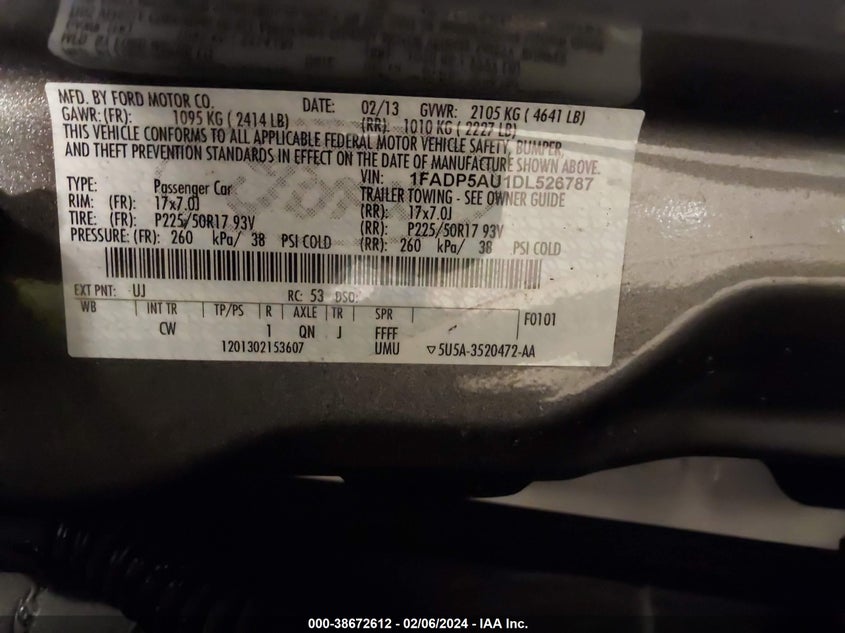 MFD. BY FORD MOTOR CO. DATE: 02/13 GVWR: 2105 KG ( 4641 LB)
GAWR: (FR): 1095 KG ( 2414 LB) (RR): 1010 KG ( 2227 LB)
THIS VEHICLE CONFORMS TO ALL APPLICABLE FEDERAL MOTOR VEHICLE SAFETY, BUMPER,
AND THEFT PREVENTION STANDARDS IN EFFECT ON THE DATE OF MANUFACTURE SHOWN ABOVE.
VIN: 1FADP5AU1DL526787
TYPE: Passenger Car TRAILER TOWING - SEE OWNER GUIDE
RIM: (FR): 17x7.0J (RR): 17x7.0J
TIRE: (FR): P225/50R17 93V (RR): P225/50R17 93V
PRESSURE: (FR): 260 kPa/ 38 PSI COLD (RR): 260 kPa/ 38 PSI COLD
EXT PNT: UJ RC: 53 DSO:
WB INT TR TP/PS R AXLE TR SPR F0101
CW 1 QN J FFFF
1201302153607 UMU ▽5U5A-3520472-AA
000-38672612 - 02/06/2024 - IAA Inc.